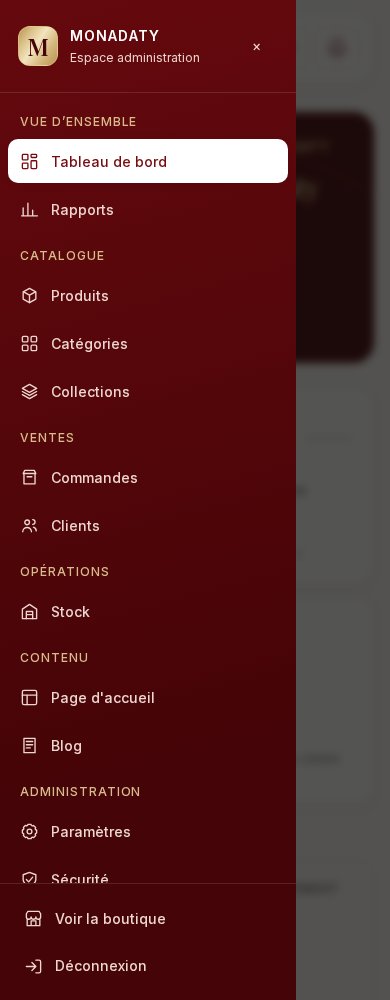 M
MONADATY
Espace administration
×
VUE D'ENSEMBLE
Tableau de bord
Rapports
CATALOGUE
Produits
Catégories
Collections
VENTES
Commandes
Clients
OPÉRATIONS
Stock
CONTENU
Page d'accueil
Blog
ADMINISTRATION
Paramètres
Sécurité
Voir la boutique
Déconnexion